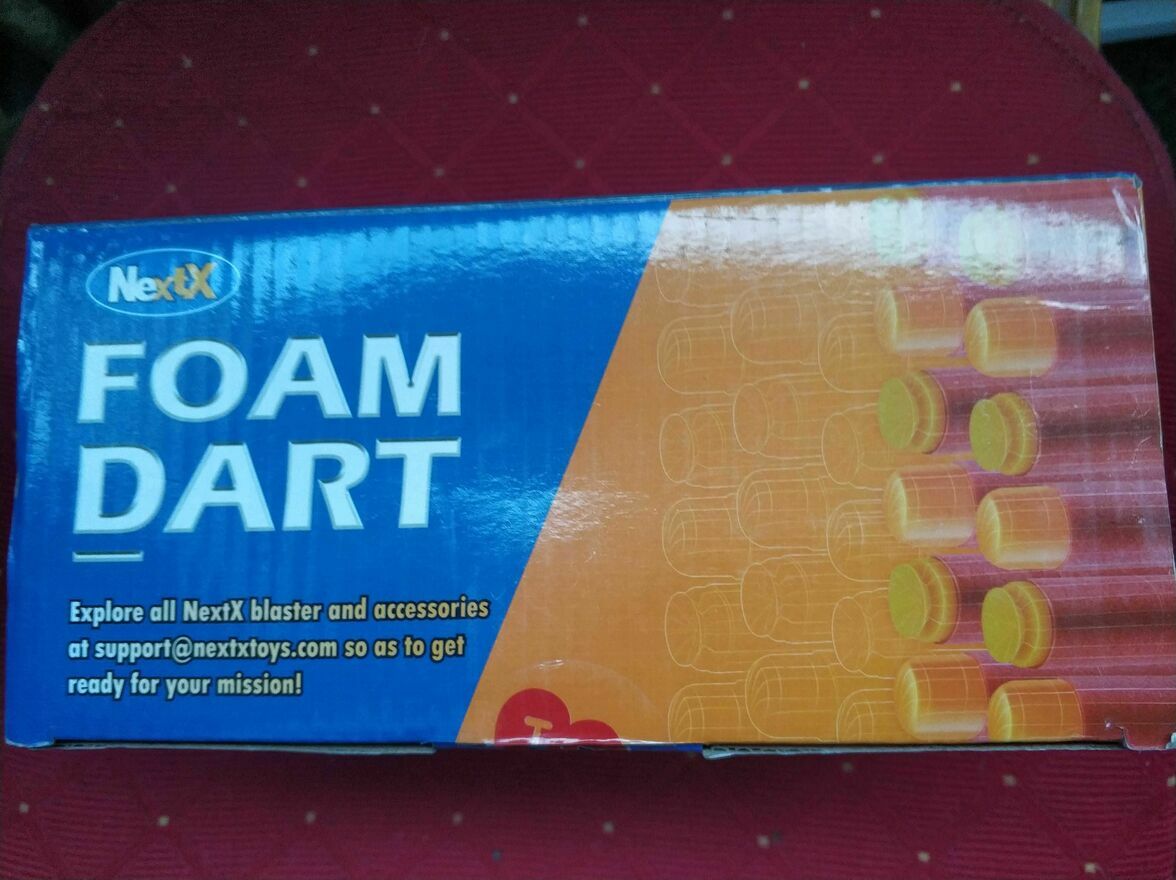 NextX
FOAM
DART
Explore all NextX blaster and accessories
at support@nextxtoys.com so as to get
ready for your mission!
T